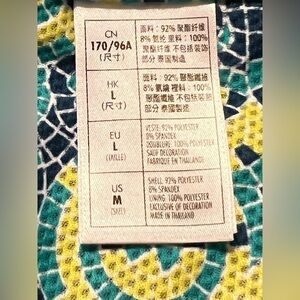 CN
170/96A
(尺寸)
面料: 92% 聚酯纤维
8% 氨纶 里料: 100%
聚酯纤维 不包括装饰
部分 泰国制造
HK
L
(尺寸)
面料: 92% 聚酯纖維
8% 氨綸 裡料: 100%
聚酯纖維 不包括裝飾
部分 泰國製造
EU
L
(TAILLE)
VESTE: 92% POLYESTER
8% SPANDEX
DOUBLURE: 100% POLYESTER
SAUF DECORATION
FABRIQUE EN THAILANDE
US
M
(SIZE)
SHELL: 92% POLYESTER
8% SPANDEX
LINING: 100% POLYESTER
EXCLUSIVE OF DECORATION
MADE IN THAILAND